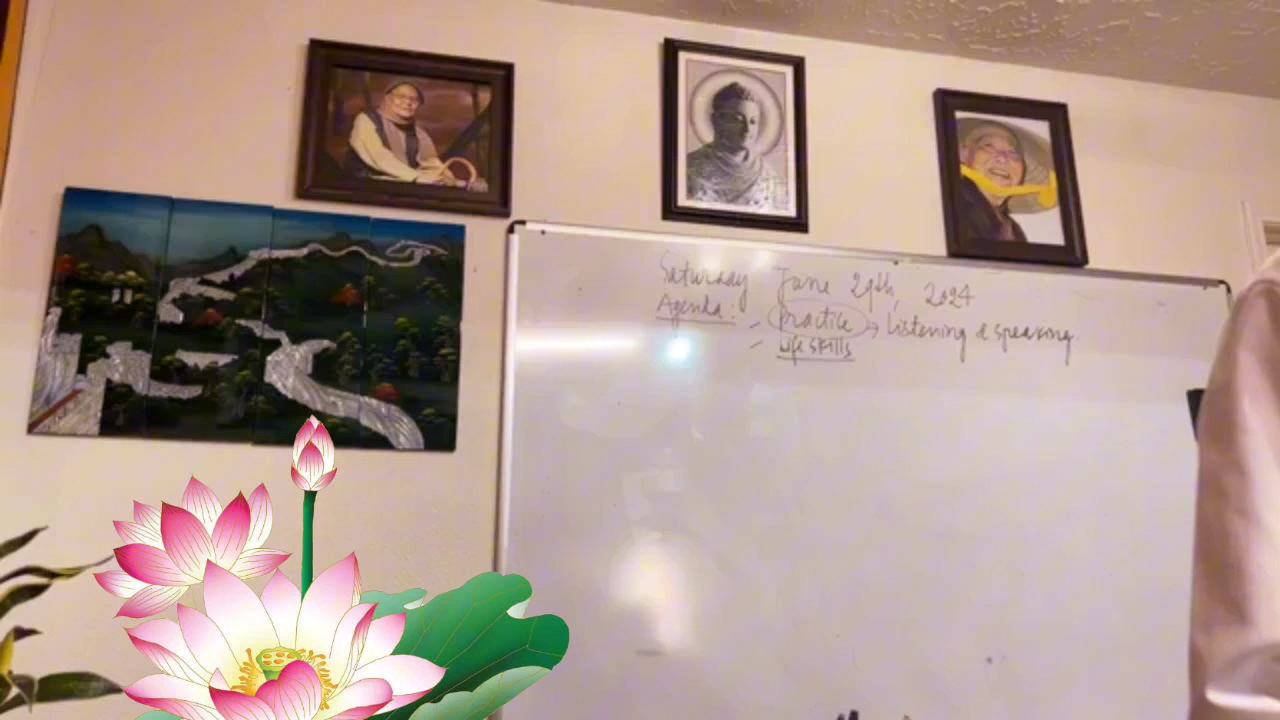 Saturday June 29th, 2024
Agenda: - Practice → Listening & speaking.
- Life skills